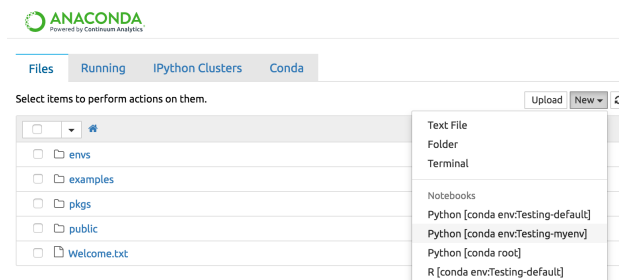 ANACONDA
Powered by Continuum Analytics
Files Running IPython Clusters Conda
Select items to perform actions on them. Upload New
envs
examples
pkgs
public
Welcome.txt
Text File
Folder
Terminal
Notebooks
Python [conda env:Testing-default]
Python [conda env:Testing-myenv]
Python [conda root]
R [conda env:Testing-default]